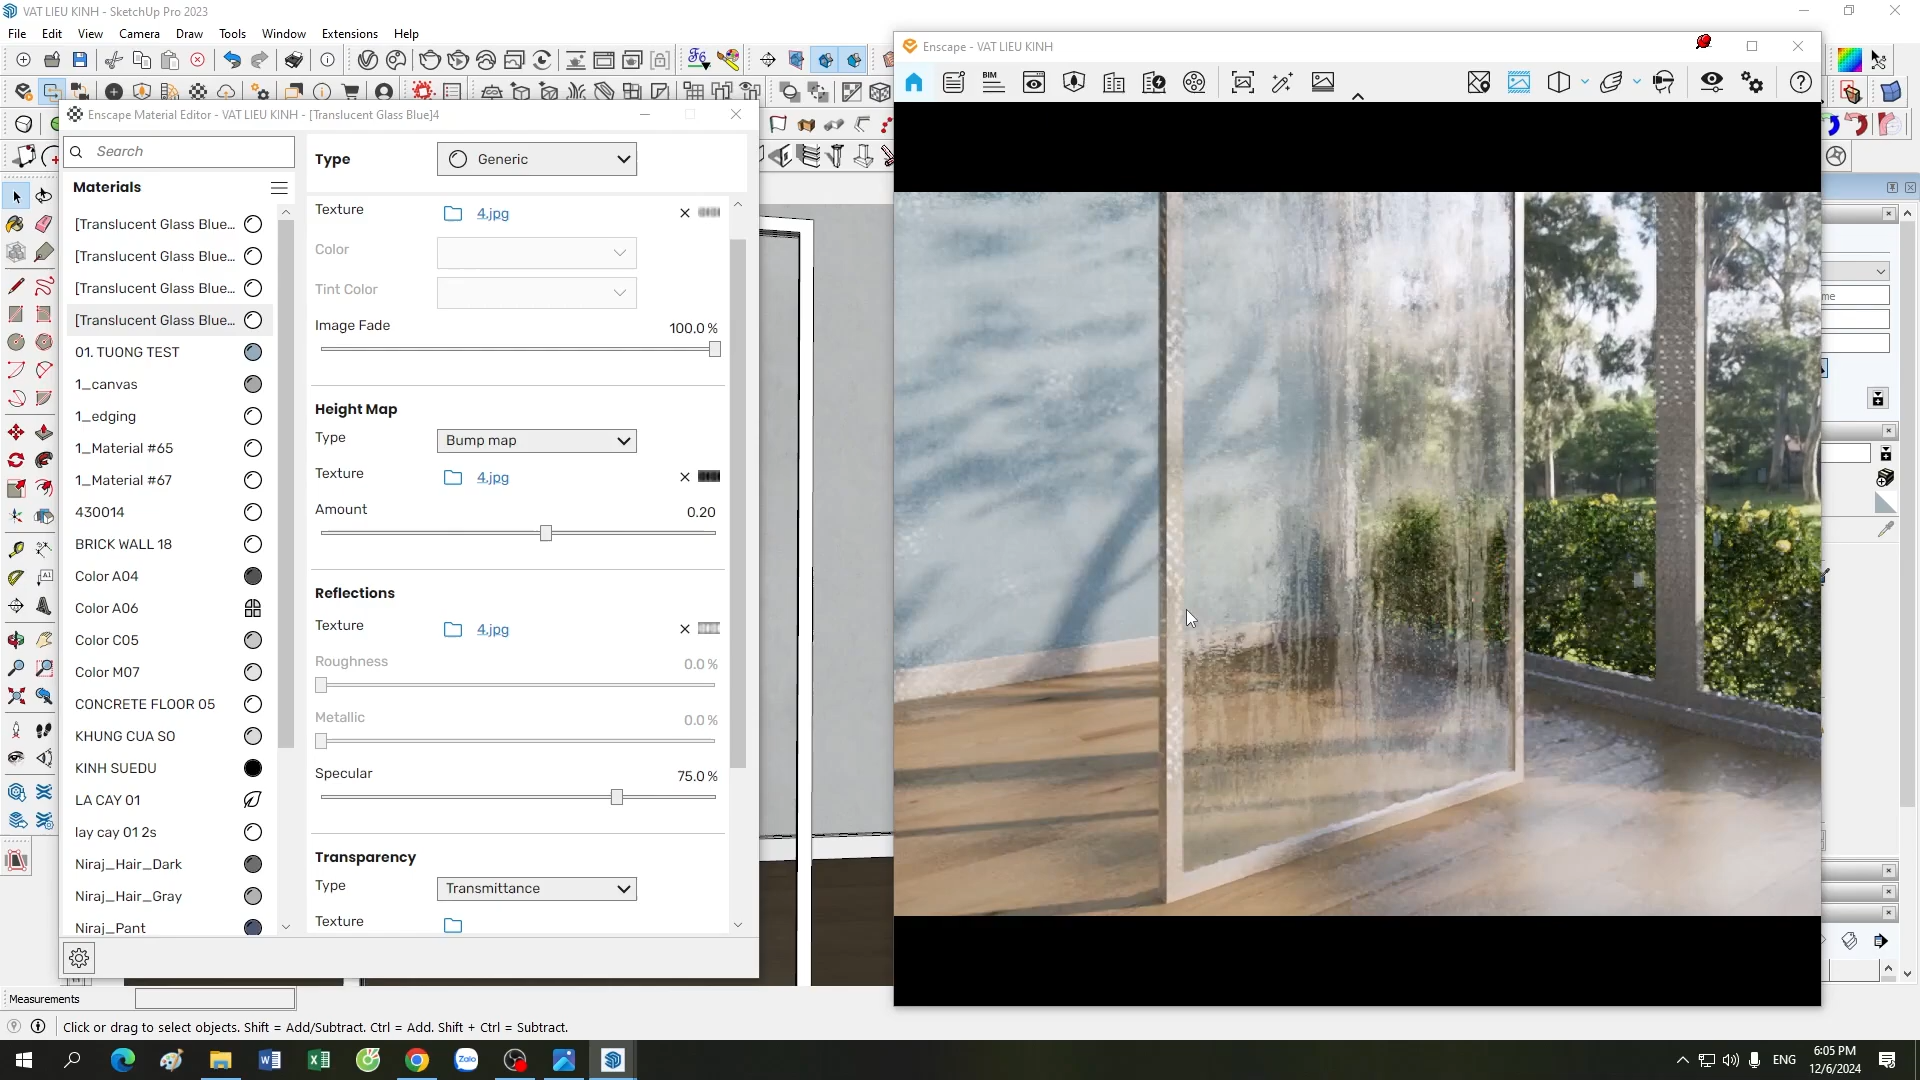 VAT LIEU KINH - SketchUp Pro 2023
File Edit View Camera Draw Tools Window Extensions Help
Enscape Material Editor - VAT LIEU KINH - [Translucent Glass Blue]4
Search
Materials
[Translucent Glass Blue...
[Translucent Glass Blue...
[Translucent Glass Blue...
[Translucent Glass Blue...
01. TUONG TEST
1_canvas
1_edging
1_Material #65
1_Material #67
430014
BRICK WALL 18
Color A04
Color A06
Color C05
Color M07
CONCRETE FLOOR 05
KHUNG CUA SO
KINH SUEDU
LA CAY 01
lay cay 01 2s
Niraj_Hair_Dark
Niraj_Hair_Gray
Niraj_Pant
Type Generic
Texture 4.jpg
Color
Tint Color
Image Fade 100.0 %
Height Map
Type Bump map
Texture 4.jpg
Amount 0.20
Reflections
Texture 4.jpg
Roughness 0.0 %
Metallic 0.0 %
Specular 75.0 %
Transparency
Type Transmittance
Texture
Enscape - VAT LIEU KINH
BIM
me
Measurements
Click or drag to select objects. Shift = Add/Subtract. Ctrl = Add. Shift + Ctrl = Subtract.
Zalo
ENG
6:05 PM
12/6/2024